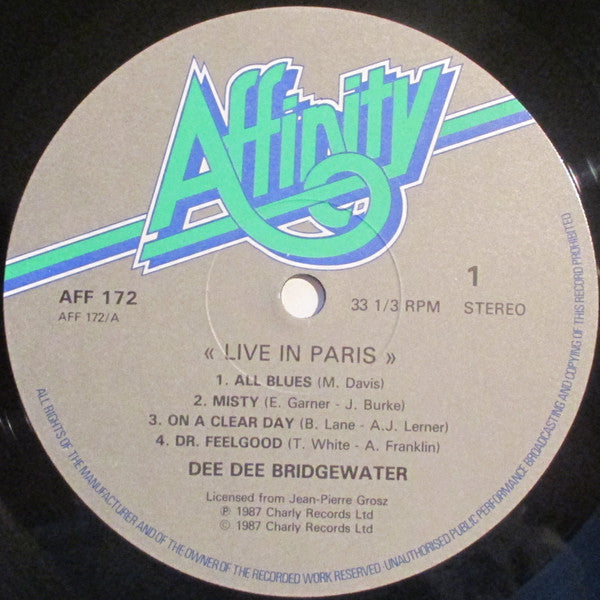 Affinity
AFF 172
AFF 172/A
33 1/3 RPM
1
STEREO
« LIVE IN PARIS »
1. ALL BLUES (M. Davis)
2. MISTY (E. Garner - J. Burke)
3. ON A CLEAR DAY (B. Lane - A.J. Lerner)
4. DR. FEELGOOD (T. White - A. Franklin)
DEE DEE BRIDGEWATER
Licensed from Jean-Pierre Grosz
℗ 1987 Charly Records Ltd
© 1987 Charly Records Ltd
ALL RIGHTS OF THE MANUFACTURER AND OF THE OWNER OF THE RECORDED WORK RESERVED · UNAUTHORISED PUBLIC PERFORMANCE BROADCASTING AND COPYING OF THIS RECORD PROHIBITED